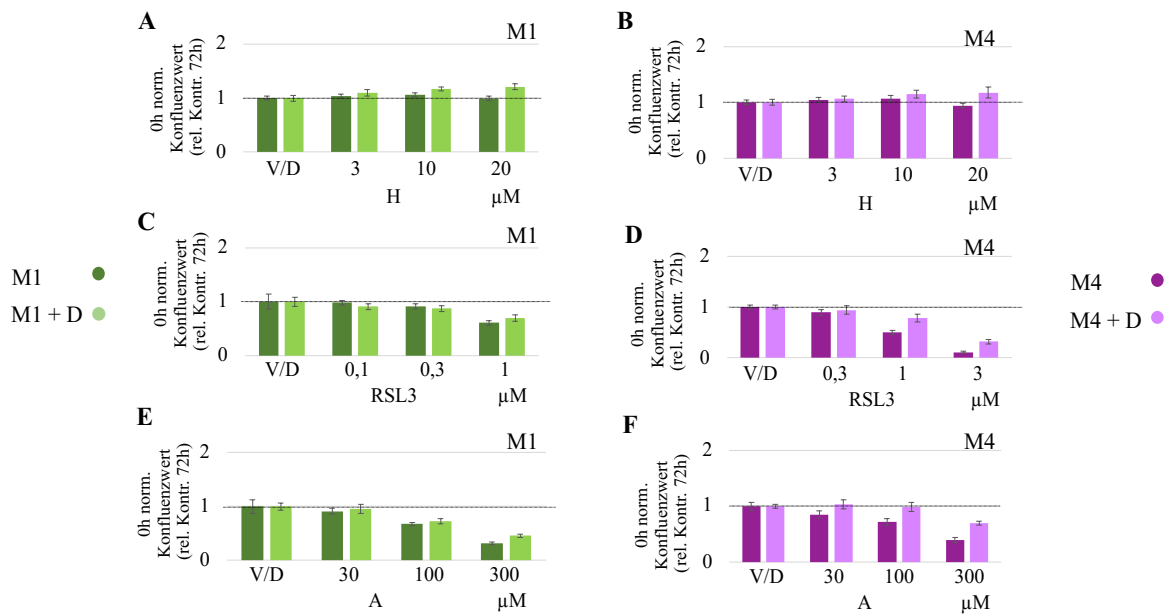 A
M1
0h norm.
Konfluenzwert
(rel. Kontr. 72h)
2
1
0
V/D 3 10 20
H µM
B
M4
0h norm.
Konfluenzwert
(rel. Kontr. 72h)
2
1
0
V/D 3 10 20
H µM
C
M1
0h norm.
Konfluenzwert
(rel. Kontr. 72h)
2
1
0
V/D 0,1 0,3 1
RSL3 µM
D
M4
0h norm.
Konfluenzwert
(rel. Kontr. 72h)
2
1
0
V/D 0,3 1 3
RSL3 µM
M1
M1 + D
M4
M4 + D
E
M1
0h norm.
Konfluenzwert
(rel. Kontr. 72h)
2
1
0
V/D 30 100 300
A µM
F
M4
0h norm.
Konfluenzwert
(rel. Kontr. 72h)
2
1
0
V/D 30 100 300
A µM